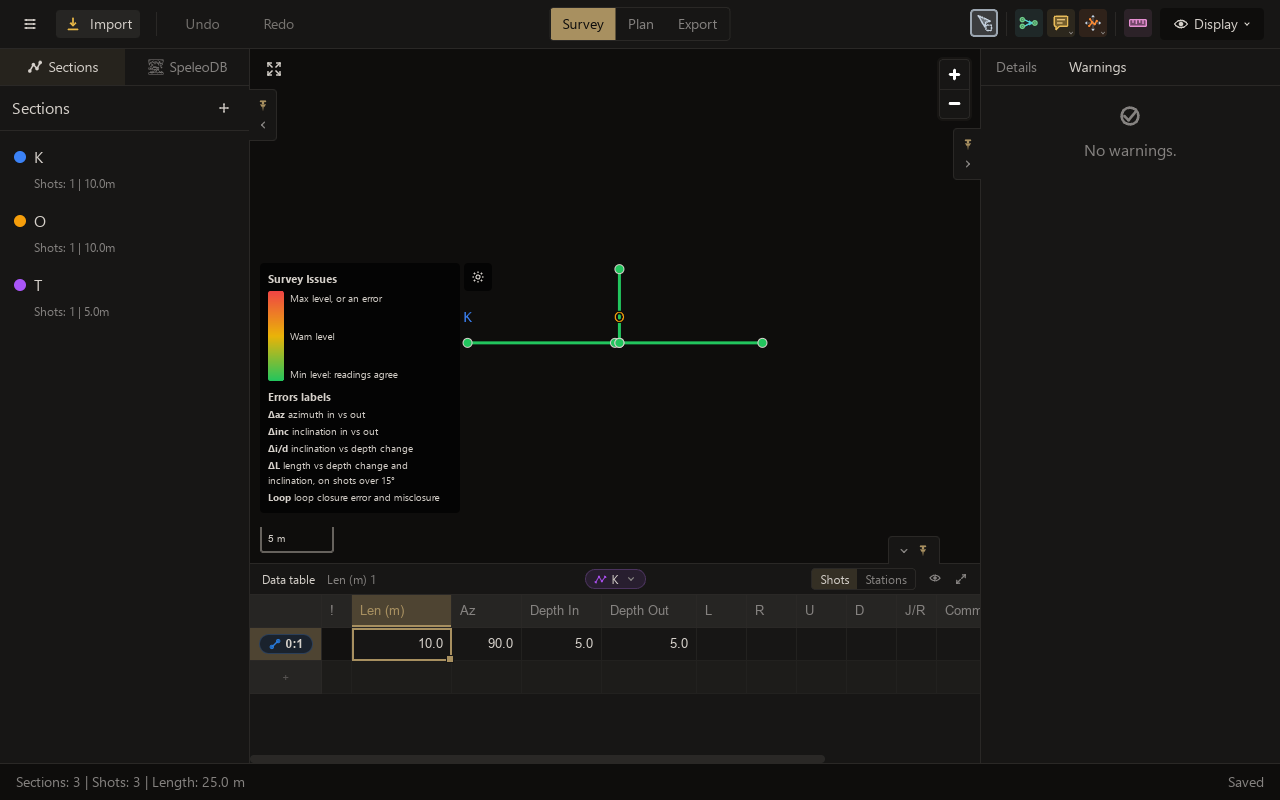 Import
Undo
Redo
Survey
Plan
Export
Display
Sections
SpeleoDB
Details
Warnings
Sections
+
No warnings.
K
Shots: 1 | 10.0m
O
Shots: 1 | 10.0m
T
Shots: 1 | 5.0m
Survey Issues
Max level, or an error
Warn level
Min level: readings agree
Errors labels
Δaz azimuth in vs out
Δinc inclination in vs out
Δi/d inclination vs depth change
ΔL length vs depth change and
inclination, on shots over 15°
Loop loop closure error and misclosure
K
O
5 m
Data table
Len (m) 1
K
Shots
Stations
! Len (m) Az Depth In Depth Out L R U D J/R Comm
0:1 10.0 90.0 5.0 5.0
+
Sections: 3 | Shots: 3 | Length: 25.0 m
Saved